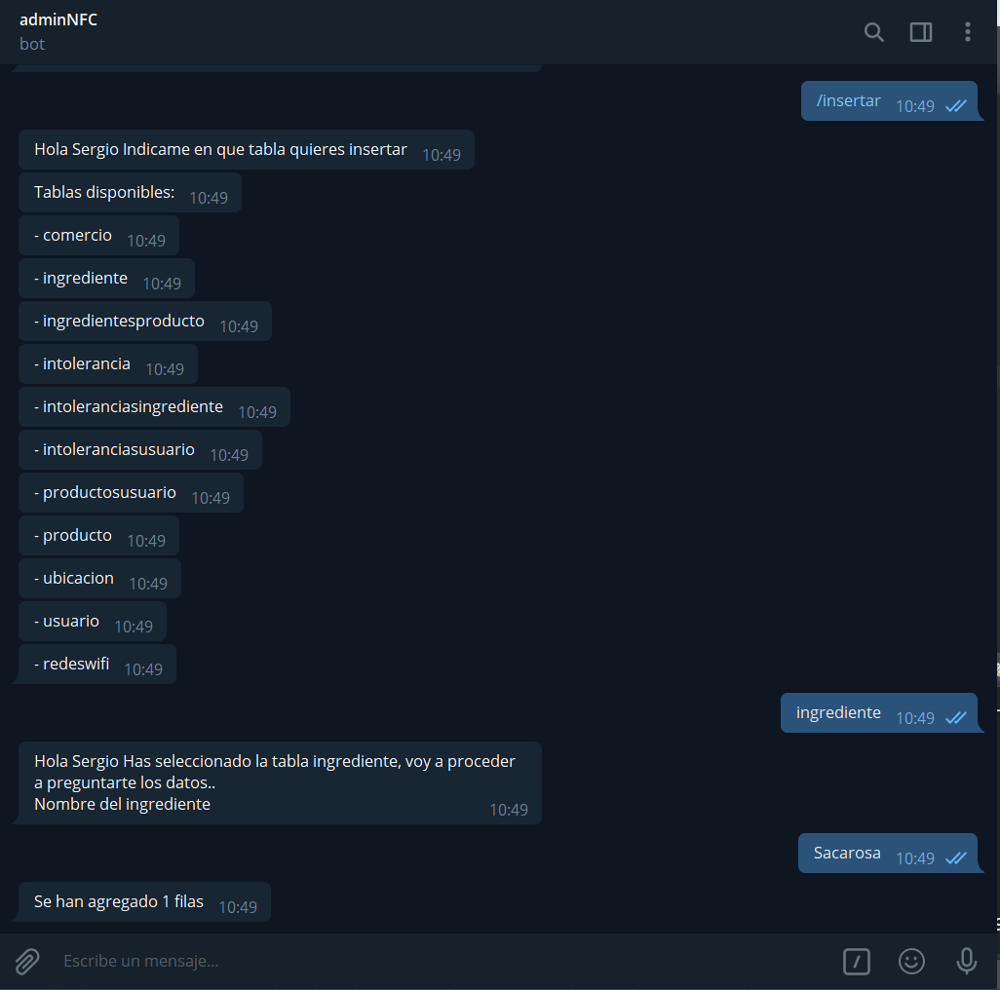 adminNFC
bot
/insertar 10:49
Hola Sergio Indicame en que tabla quieres insertar 10:49
Tablas disponibles: 10:49
- comercio 10:49
- ingrediente 10:49
- ingredientesproducto 10:49
- intolerancia 10:49
- intoleranciasingrediente 10:49
- intoleranciasusuario 10:49
- productosusuario 10:49
- producto 10:49
- ubicacion 10:49
- usuario 10:49
- redeswifi 10:49
ingrediente 10:49
Hola Sergio Has seleccionado la tabla ingrediente, voy a proceder
a preguntarte los datos..
Nombre del ingrediente 10:49
Sacarosa 10:49
Se han agregado 1 filas 10:49
Escribe un mensaje...